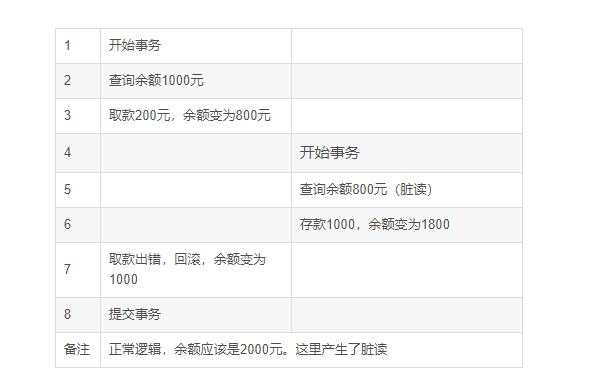 1 开始事务
2 查询余额1000元
3 取款200元，余额变为800元
4 开始事务
5 查询余额800元（脏读）
6 存款1000，余额变为1800
7 取款出错，回滚，余额变为
1000
8 提交事务
备注 正常逻辑，余额应该是2000元。这里产生了脏读